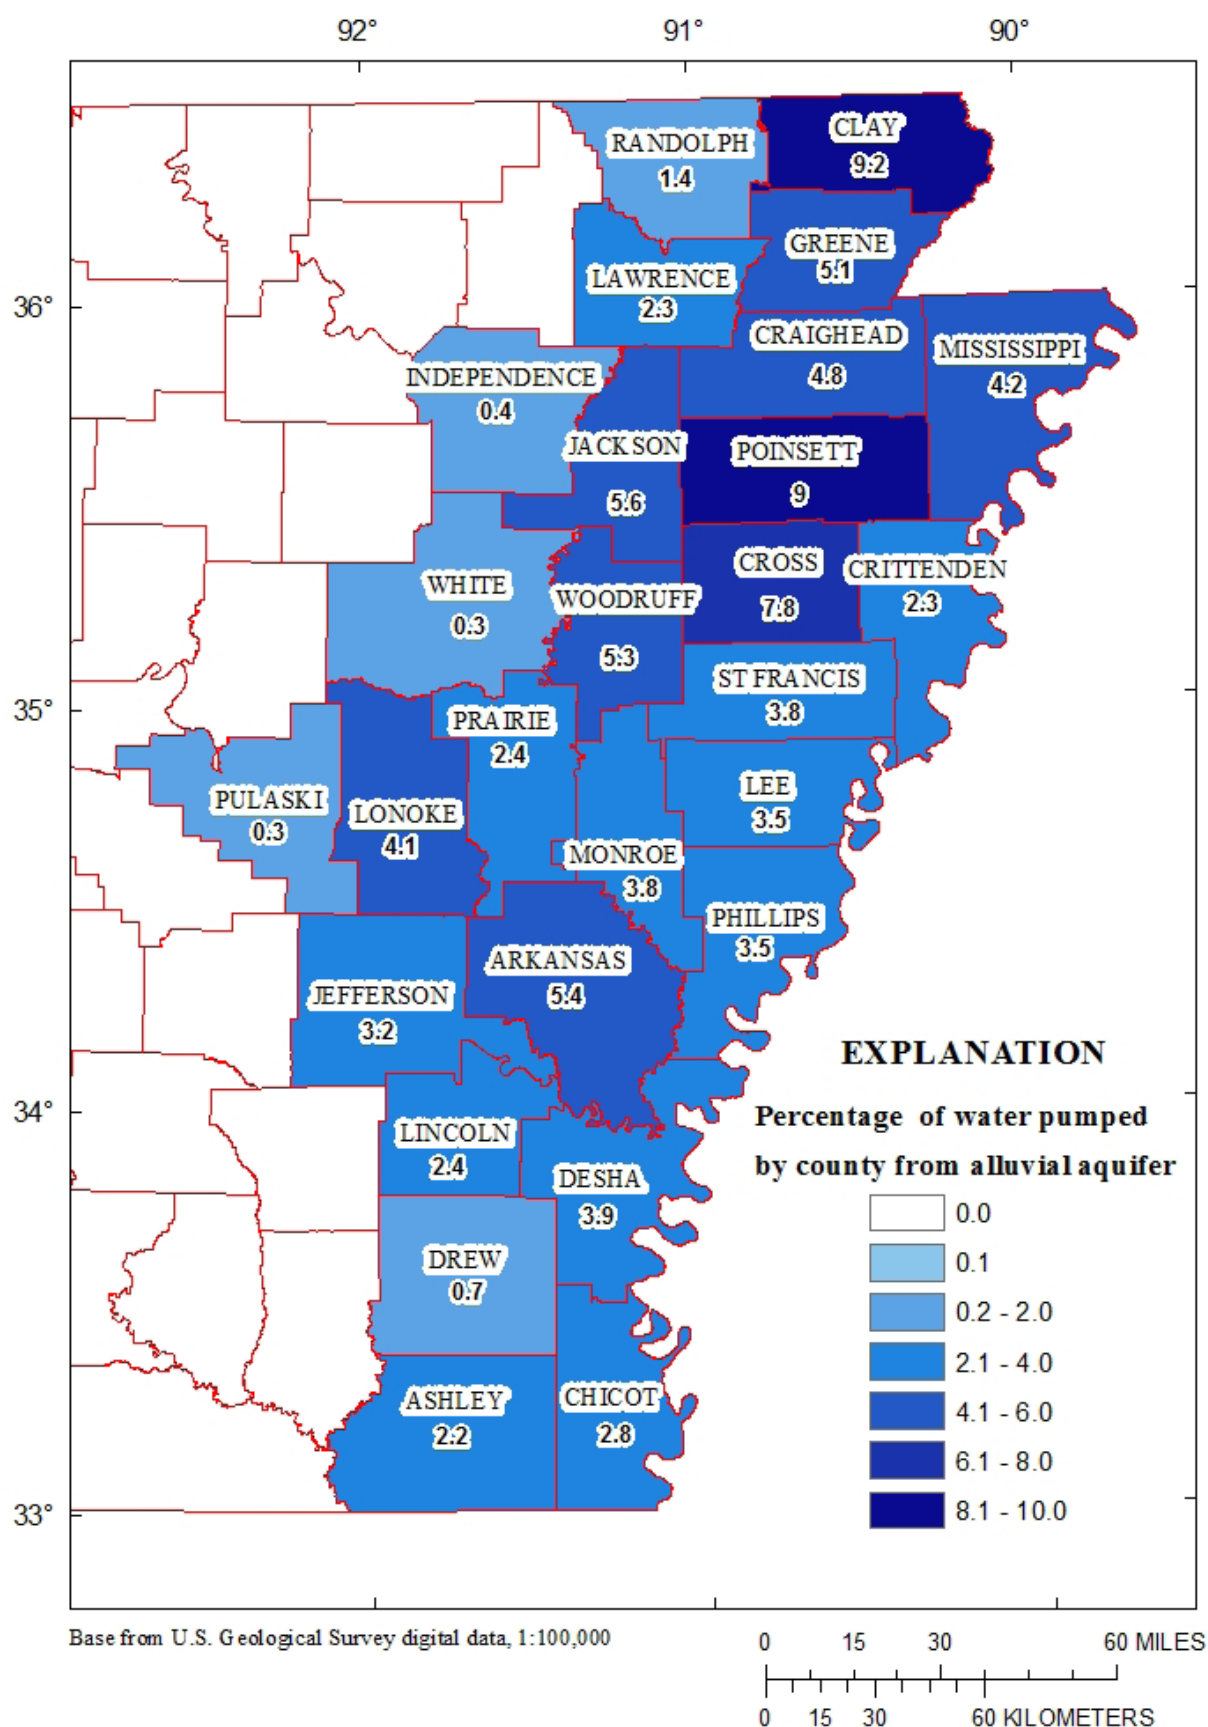 92° 91° 90°
RANDOLPH
1.4
CLAY
9.2
GREENE
5.1
LAWRENCE
2.3
36°
CRAIGHEAD
4.8
MISSISSIPPI
4.2
INDEPENDENCE
0.4
JACKSON
5.6
POINSETT
9
CROSS
7.8
CRITTENDEN
2.3
WHITE
0.3
WOODRUFF
5.3
ST FRANCIS
3.8
35°
PRAIRIE
2.4
PULASKI
0.3
LONOKE
4.1
LEE
3.5
MONROE
3.8
PHILLIPS
3.5
ARKANSAS
5.4
JEFFERSON
3.2
34°
LINCOLN
2.4
DESHA
3.9
DREW
0.7
ASHLEY
2.2
CHICOT
2.8
33°
EXPLANATION
Percentage of water pumped
by county from alluvial aquifer
0.0
0.1
0.2 - 2.0
2.1 - 4.0
4.1 - 6.0
6.1 - 8.0
8.1 - 10.0
Base from U.S. Geological Survey digital data, 1:100,000
0 15 30 60 MILES
0 15 30 60 KILOMETERS